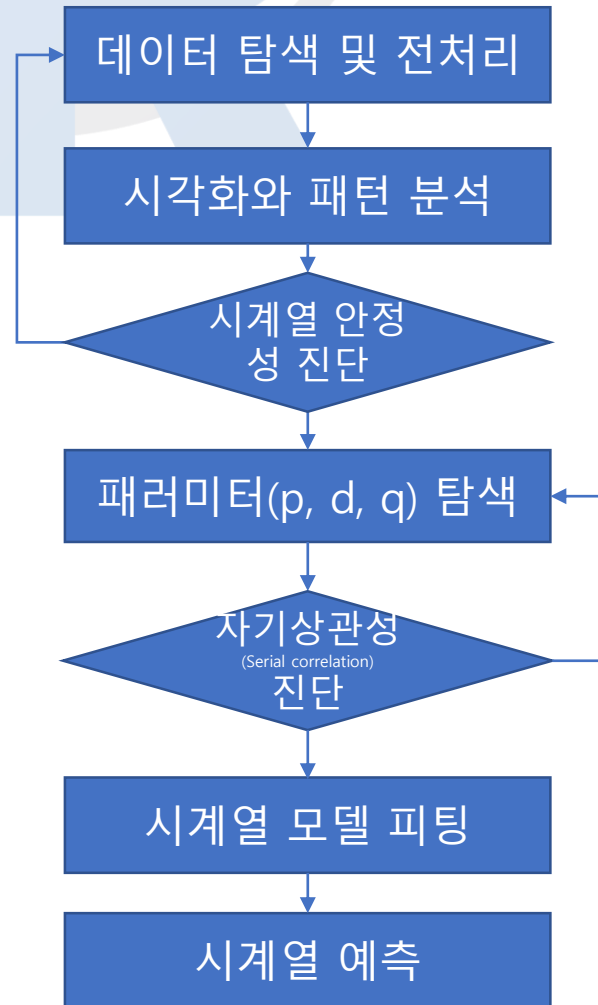 데이터 탐색 및 전처리
시각화와 패턴 분석
시계열 안정
성 진단
패러미터(p, d, q) 탐색
자기상관성
(Serial correlation)
진단
시계열 모델 피팅
시계열 예측